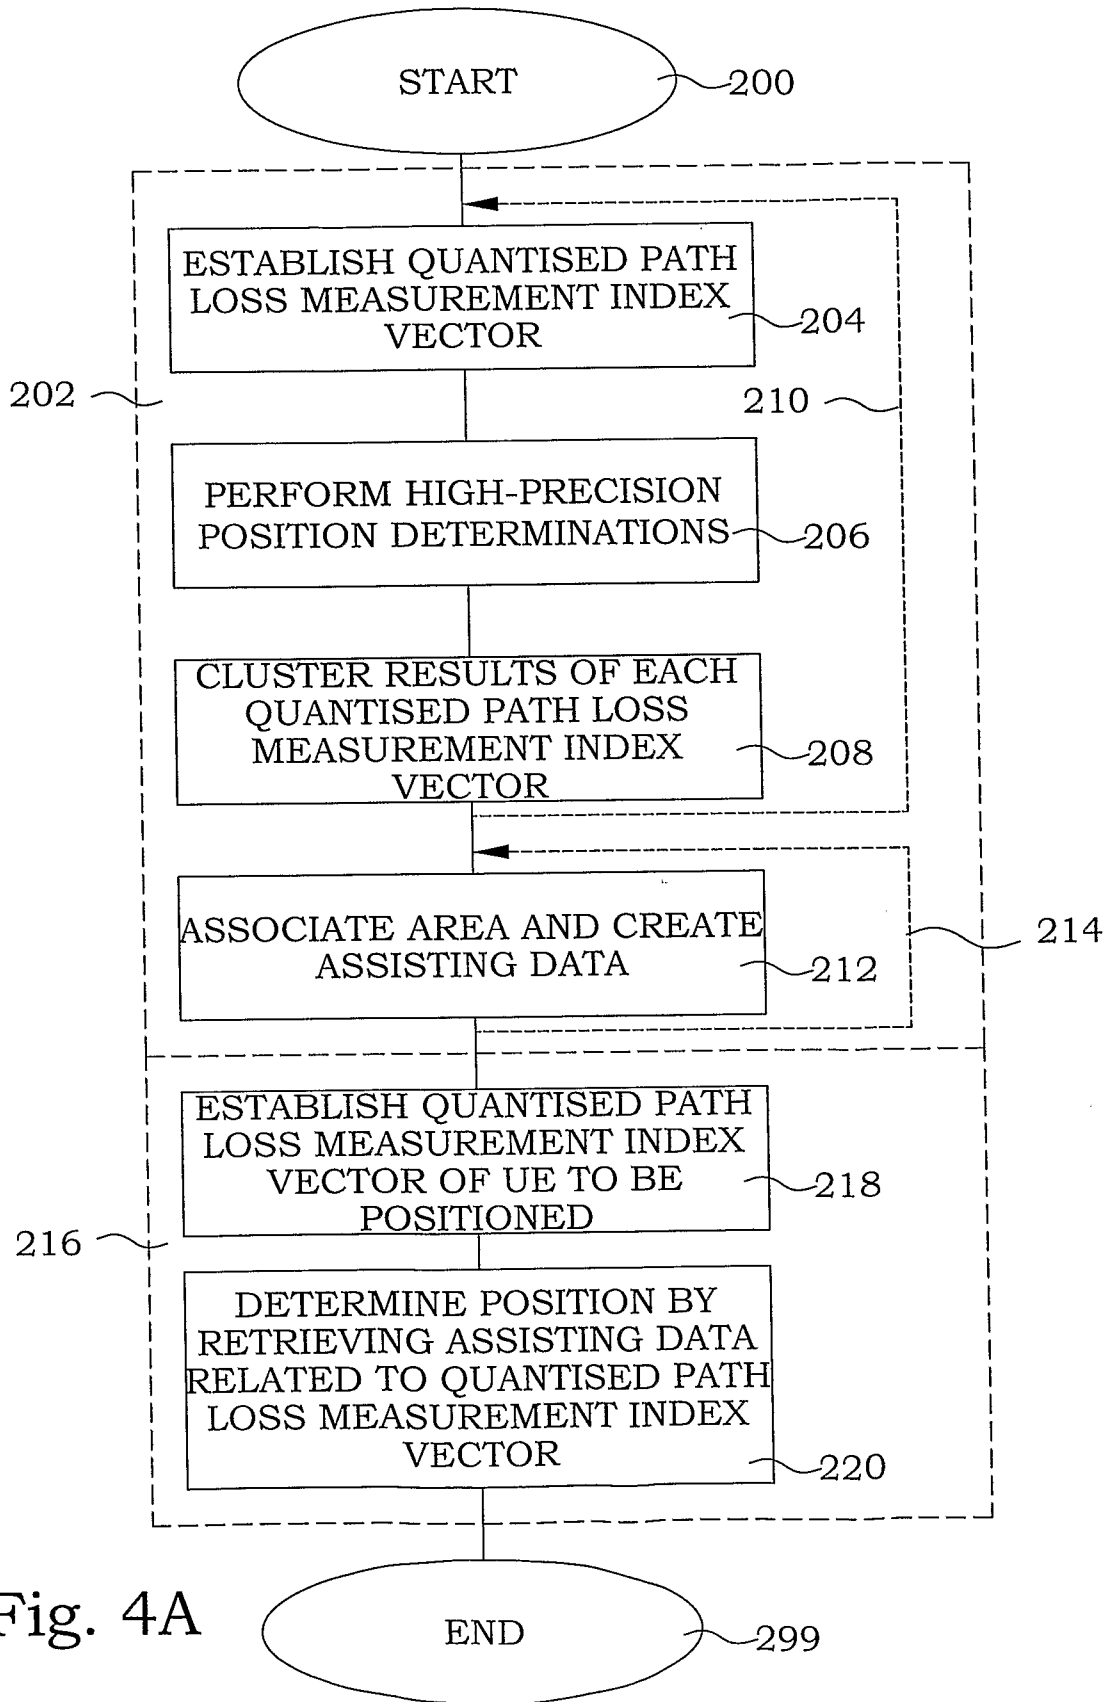 START
200
ESTABLISH QUANTISED PATH
LOSS MEASUREMENT INDEX
VECTOR
204
202
210
PERFORM HIGH-PRECISION
POSITION DETERMINATIONS
206
CLUSTER RESULTS OF EACH
QUANTISED PATH LOSS
MEASUREMENT INDEX
VECTOR
208
ASSOCIATE AREA AND CREATE
ASSISTING DATA
212
214
ESTABLISH QUANTISED PATH
LOSS MEASUREMENT INDEX
VECTOR OF UE TO BE
POSITIONED
218
216
DETERMINE POSITION BY
RETRIEVING ASSISTING DATA
RELATED TO QUANTISED PATH
LOSS MEASUREMENT INDEX
VECTOR
220
Fig. 4A
END
299